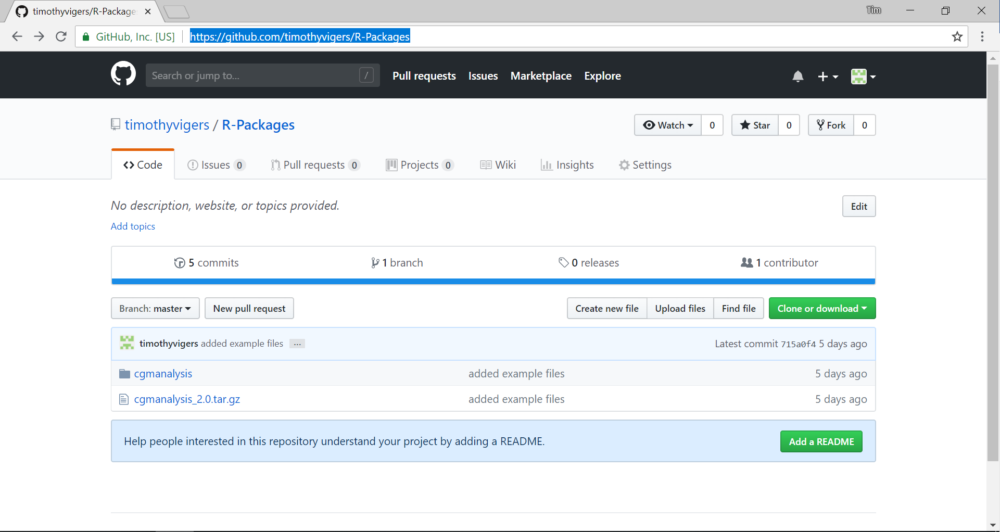 timothyvigers/R-Package
Tim
GitHub, Inc. [US] https://github.com/timothyvigers/R-Packages
Search or jump to... /
Pull requests Issues Marketplace Explore
timothyvigers / R-Packages
Watch 0 Star 0 Fork 0
Code Issues 0 Pull requests 0 Projects 0 Wiki Insights Settings
No description, website, or topics provided.
Edit
Add topics
5 commits 1 branch 0 releases 1 contributor
Branch: master New pull request Create new file Upload files Find file Clone or download
timothyvigers added example files ... Latest commit 715a0f4 5 days ago
cgmanalysis added example files 5 days ago
cgmanalysis_2.0.tar.gz added example files 5 days ago
Help people interested in this repository understand your project by adding a README. Add a README